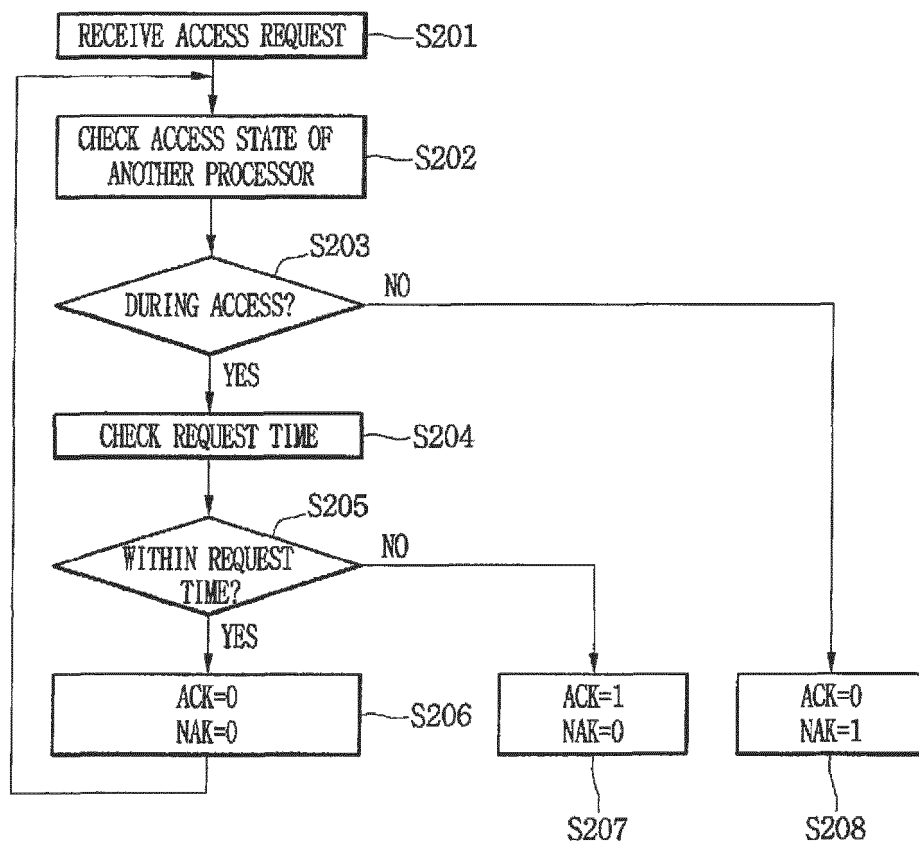 RECEIVE ACCESS REQUEST
S201
CHECK ACCESS STATE OF
ANOTHER PROCESSOR
S202
S203
DURING ACCESS?
NO
YES
CHECK REQUEST TIME
S204
S205
WITHIN REQUEST
TIME?
NO
YES
ACK=0
NAK=0
S206
ACK=1
NAK=0
S207
ACK=0
NAK=1
S208